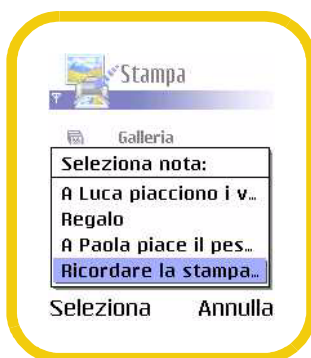 Stampa
Galleria
Seleziona nota:
A Luca piacciono i v…
Regalo
A Paola piace il pes…
Ricordare la stampa…
Seleziona Annulla